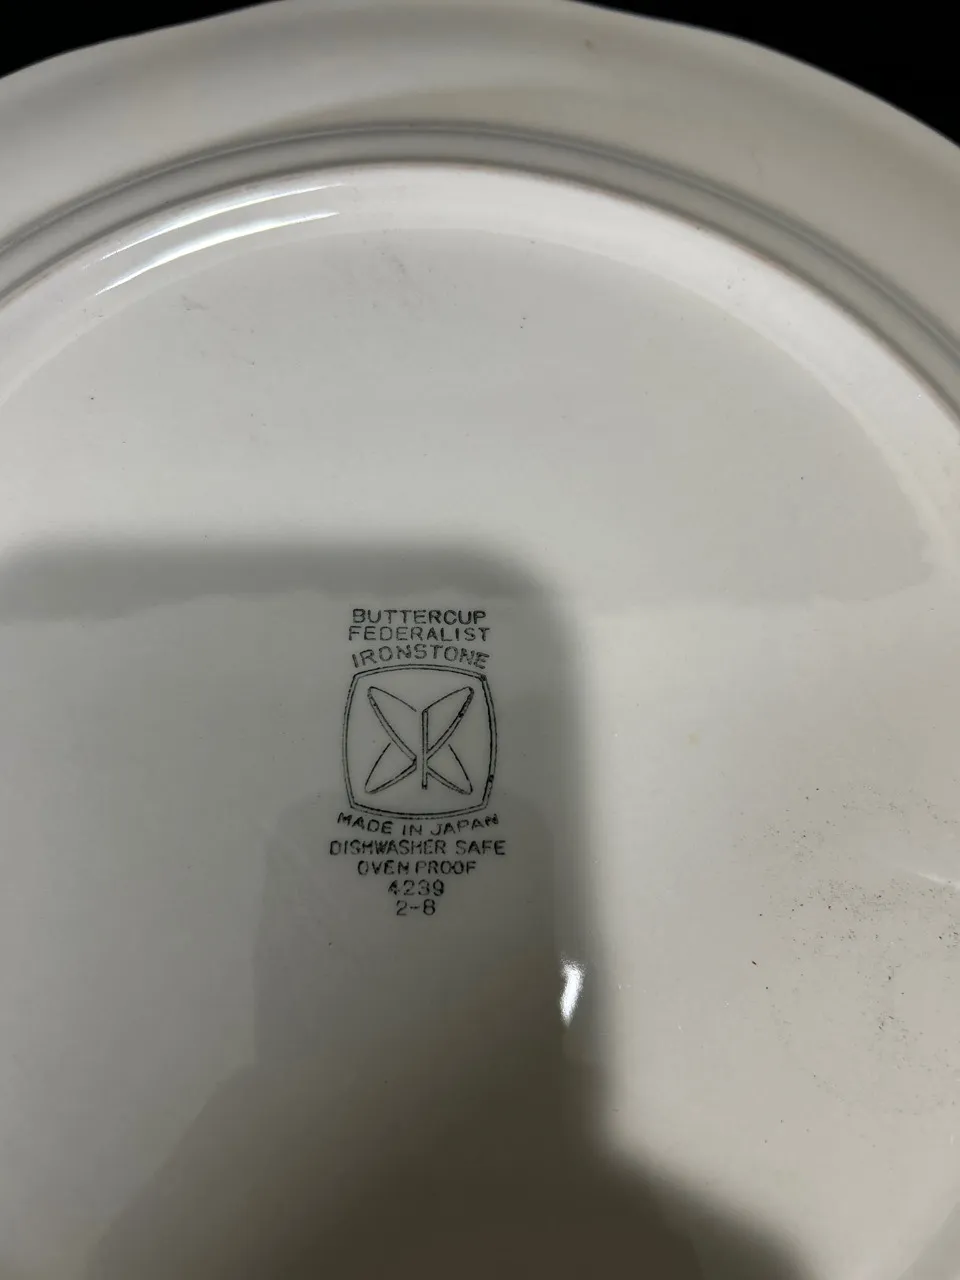 BUTTERCUP
FEDERALIST
IRONSTONE
MADE IN JAPAN
DISHWASHER SAFE
OVEN PROOF
4239
2-8